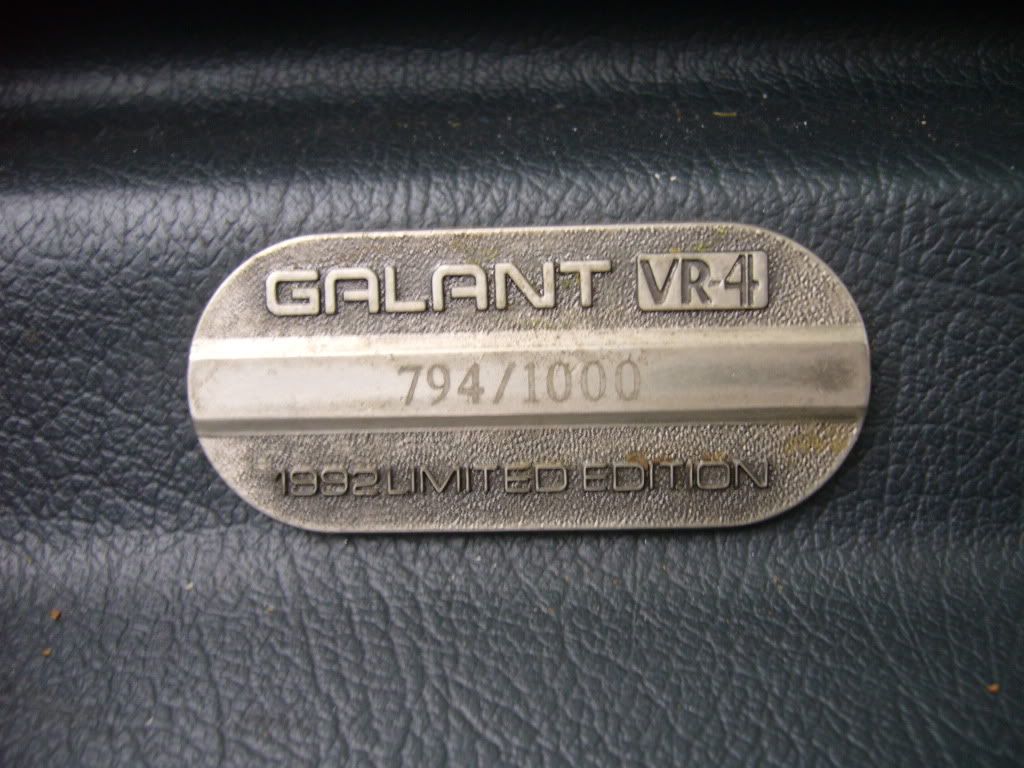 GALANT VR-4
794/1000
1992 LIMITED EDITION